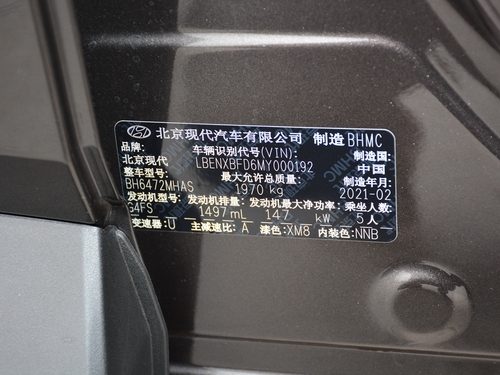 北京现代汽车有限公司 制造 BHMC
品牌: 车辆识别代号(VIN): 制造国:
北京现代 LBENXBFD6MY000192 中国
整车型号: 最大允许总质量: 制造年月:
BH6472MHAS 1970 kg 2021-02
发动机型号: 发动机排量: 发动机最大净功率: 乘坐人数:
G4FS 1497 mL 147 kW 5人
变速器: U 主减速比: A 漆色: XM8 内装色: NNB